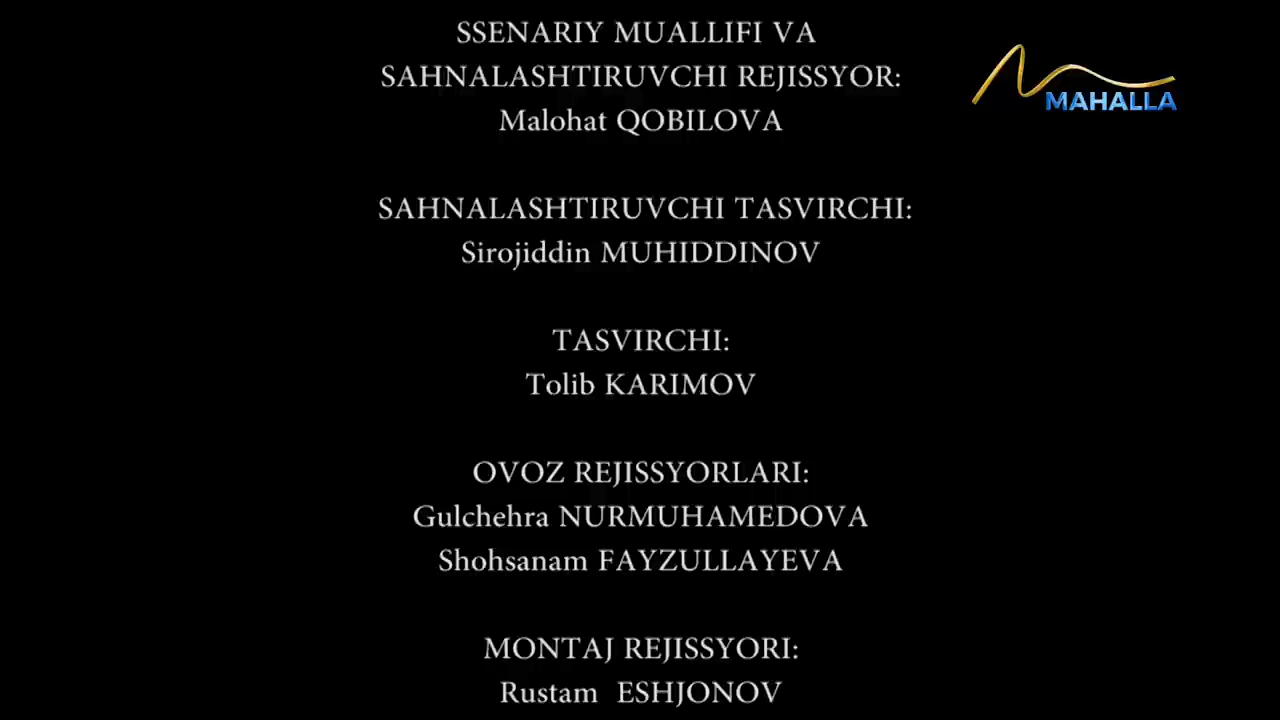 SSENARIY MUALLIFI VA
SAHNALASHTIRUVCHI REJISSYOR:
Malohat QOBILOVA
MAHALLA
SAHNALASHTIRUVCHI TASVIRCHI:
Sirojiddin MUHIDDINOV
TASVIRCHI:
Tolib KARIMOV
OVOZ REJISSYORLARI:
Gulchehra NURMUHAMEDOVA
Shohsanam FAYZULLAYEVA
MONTAJ REJISSYORI:
Rustam ESHJONOV